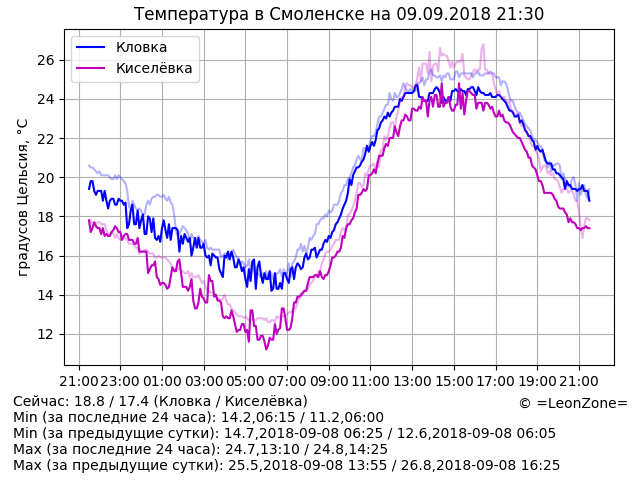 Температура в Смоленске на 09.09.2018 21:30
Кловка
Киселёвка
градусов Цельсия, °C
26
24
22
20
18
16
14
12
21:00 23:00 01:00 03:00 05:00 07:00 09:00 11:00 13:00 15:00 17:00 19:00 21:00
Сейчас: 18.8 / 17.4 (Кловка / Киселёвка)
© =LeonZone=
Min (за последние 24 часа): 14.2,06:15 / 11.2,06:00
Min (за предыдущие сутки): 14.7,2018-09-08 06:25 / 12.6,2018-09-08 06:05
Max (за последние 24 часа): 24.7,13:10 / 24.8,14:25
Max (за предыдущие сутки): 25.5,2018-09-08 13:55 / 26.8,2018-09-08 16:25